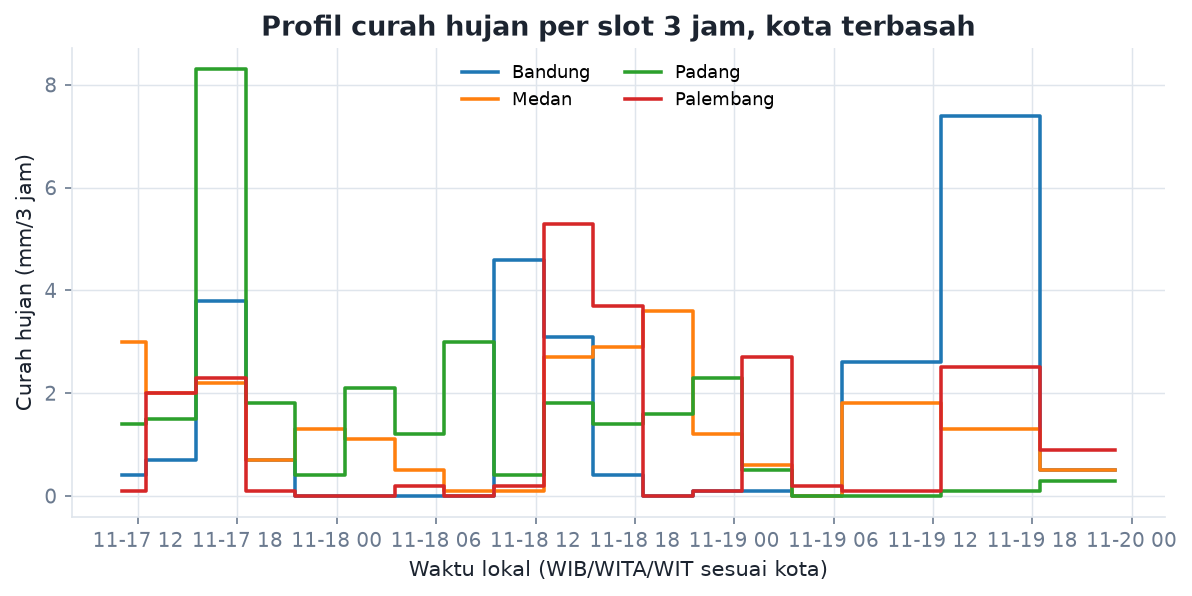 Profil curah hujan per slot 3 jam, kota terbasah
Bandung
Medan
Padang
Palembang
Curah hujan (mm/3 jam)
8
6
4
2
0
11-17 12 11-17 18 11-18 00 11-18 06 11-18 12 11-18 18 11-19 00 11-19 06 11-19 12 11-19 18 11-20 00
Waktu lokal (WIB/WITA/WIT sesuai kota)